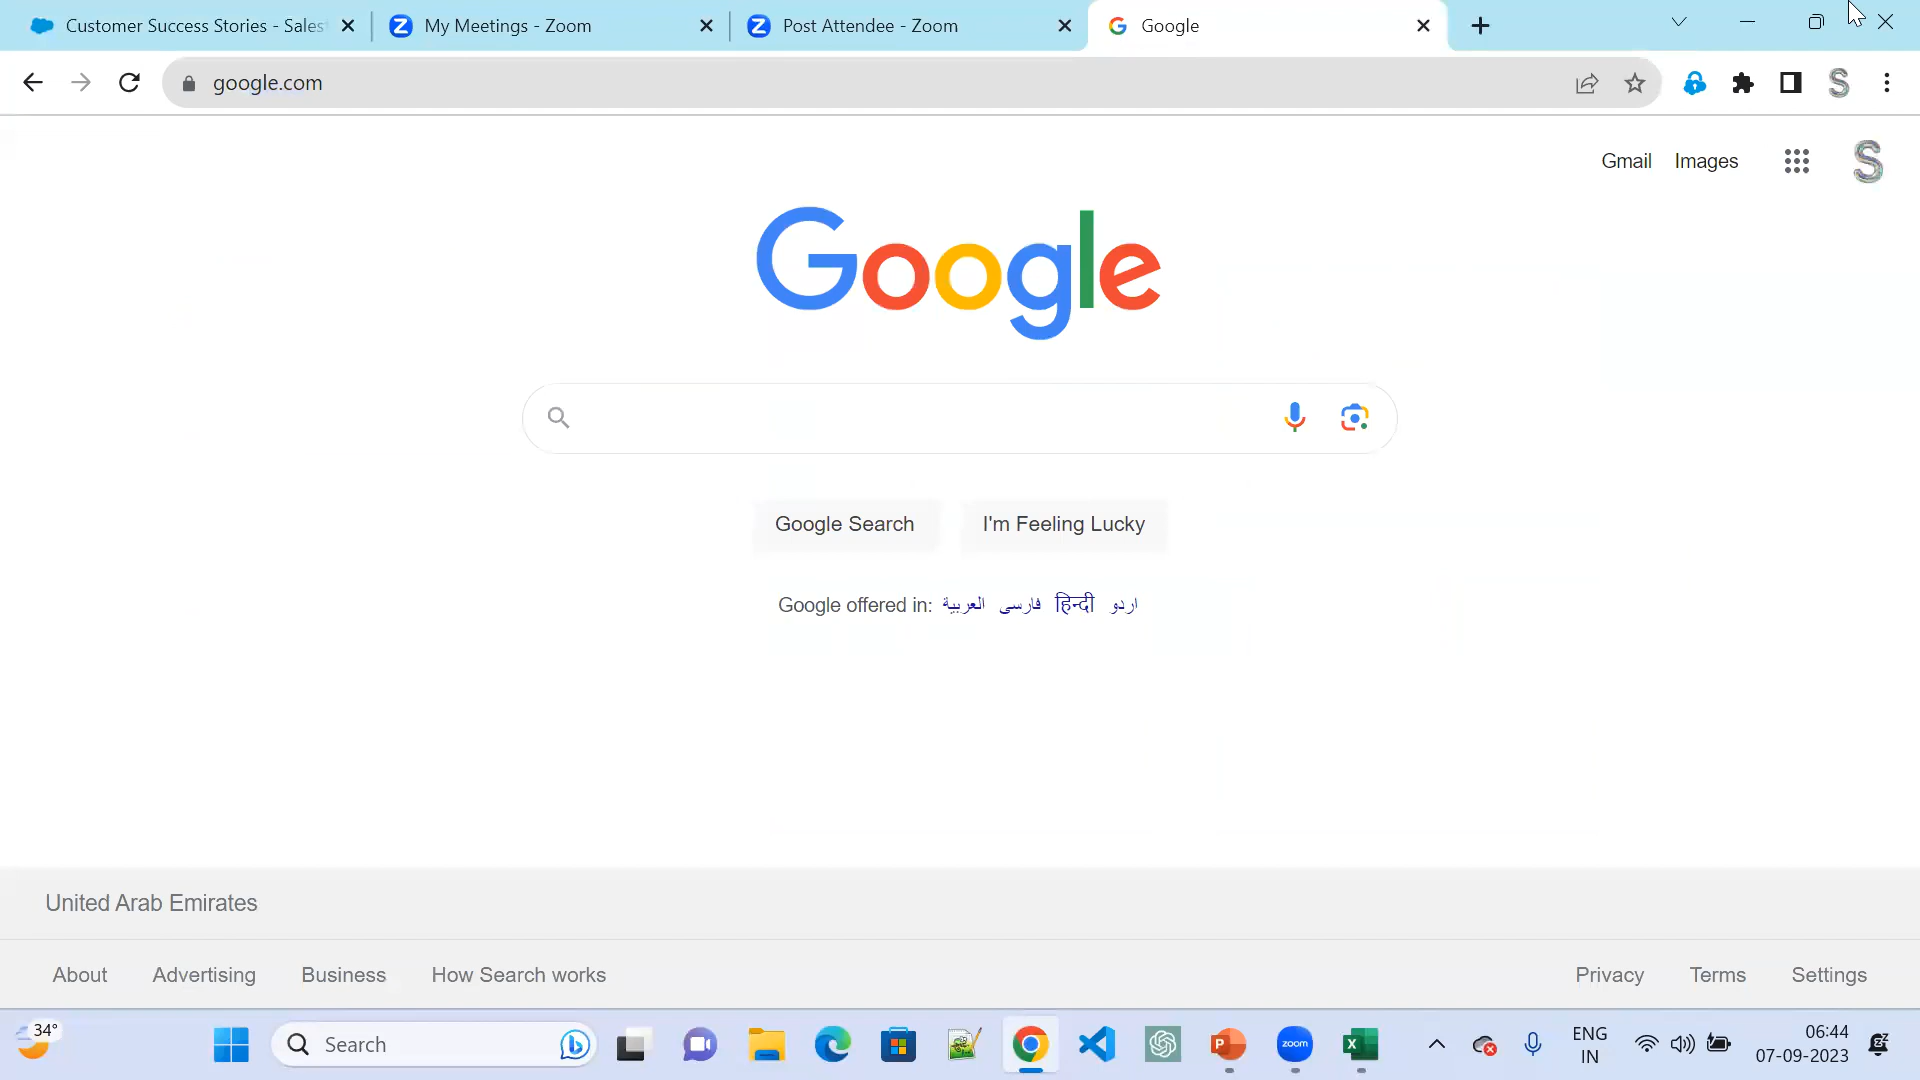 Customer Success Stories - Sales
My Meetings - Zoom
Post Attendee - Zoom
Google
google.com
Gmail
Images
Google
Google Search
I'm Feeling Lucky
Google offered in: العربية فارسی हिन्दी اردو
United Arab Emirates
About
Advertising
Business
How Search works
Privacy
Terms
Settings
34°
Search
zoom
ENG
IN
06:44
07-09-2023